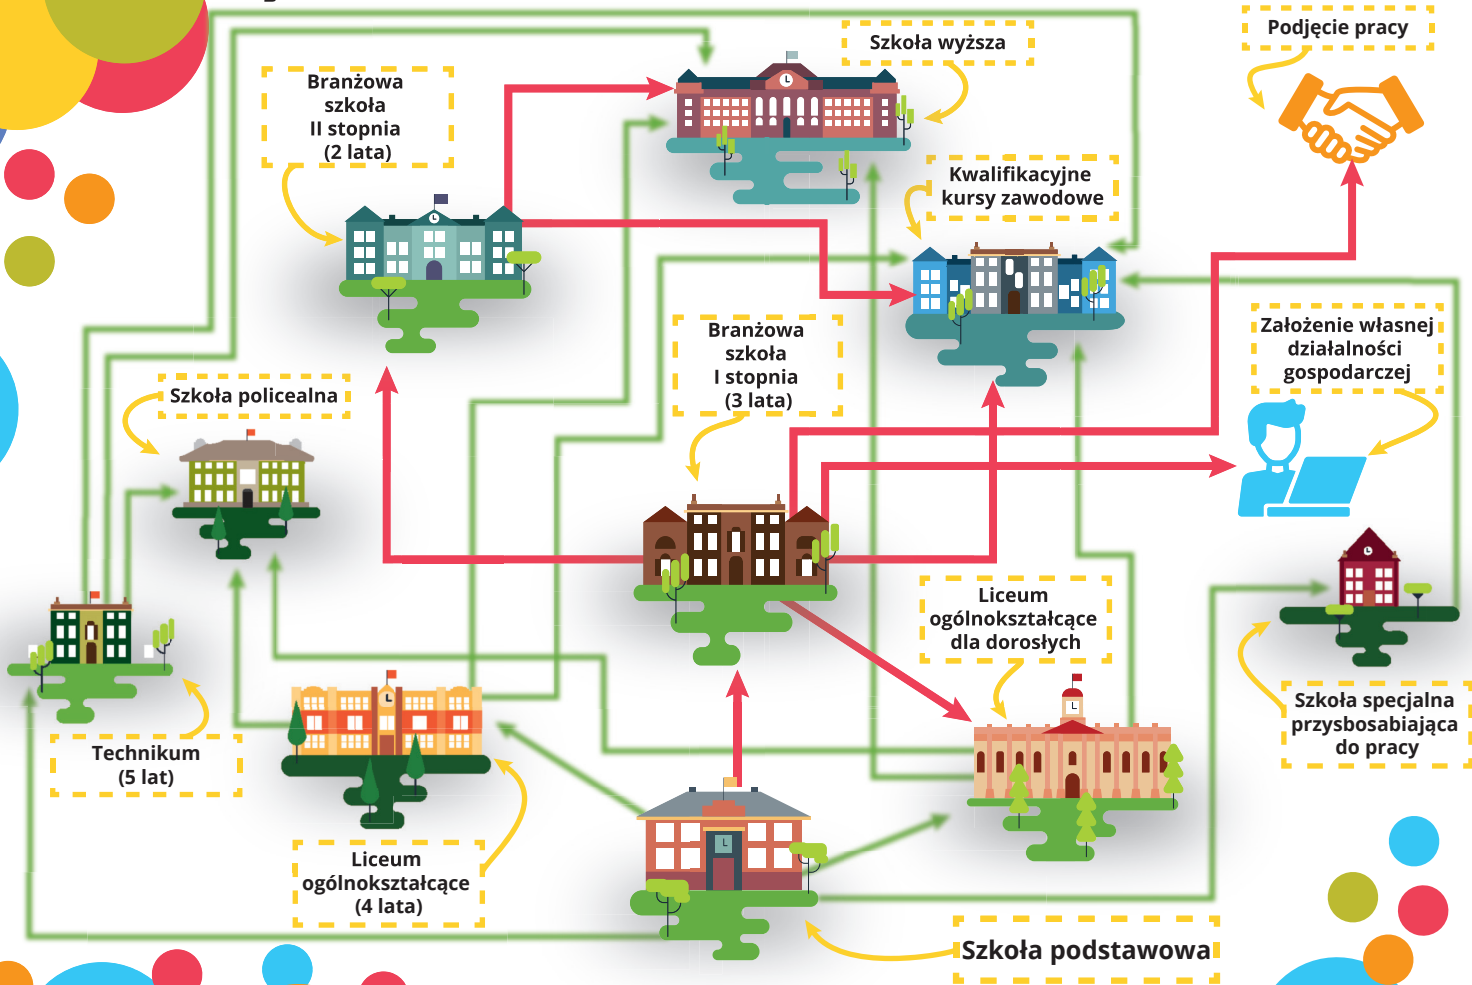 Podjęcie pracy
Szkoła wyższa
Branżowa
szkoła
II stopnia
(2 lata)
Kwalifikacyjne
kursy zawodowe
Branżowa
szkoła
I stopnia
(3 lata)
Założenie własnej
działalności
gospodarczej
Szkoła policealna
Liceum
ogólnokształcące
dla dorosłych
Szkoła specjalna
przysbosabiająca
do pracy
Technikum
(5 lat)
Liceum
ogólnokształcące
(4 lata)
Szkoła podstawowa